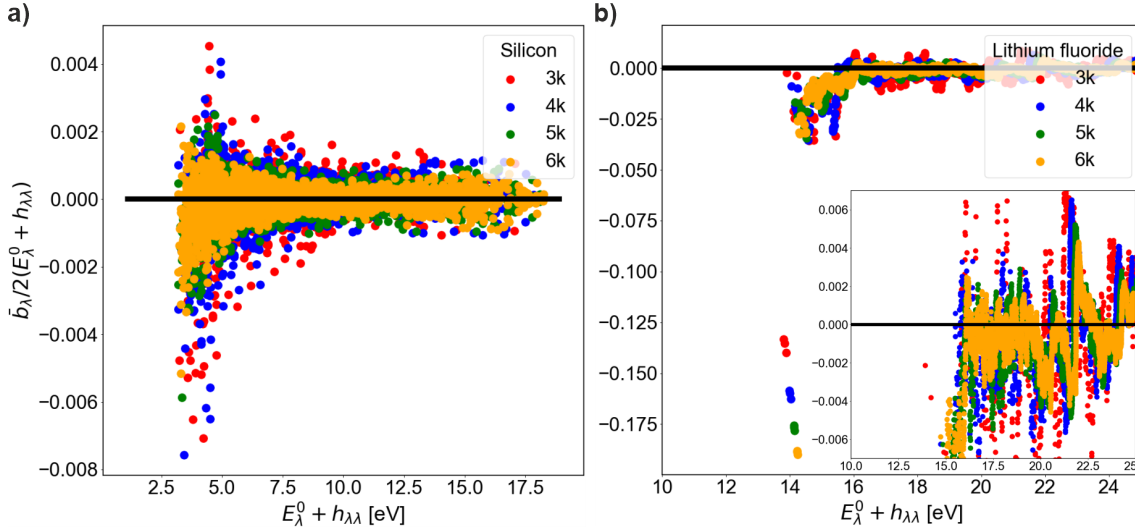 a)
Silicon
3k
4k
5k
6k
0.004
0.002
0.000
−0.002
−0.004
−0.006
−0.008
b̄λ/2(E⁰λ + hλλ)
2.5
5.0
7.5
10.0
12.5
15.0
17.5
E⁰λ + hλλ [eV]
b)
Lithium fluoride
3k
4k
5k
6k
0.000
−0.025
−0.050
−0.075
−0.100
−0.125
−0.150
−0.175
10
14
16
18
20
22
24
E⁰λ + hλλ [eV]
0.006
0.004
0.002
0.000
−0.002
−0.004
−0.006
10.0
12.5
15.0
17.5
20.0
22.5
25